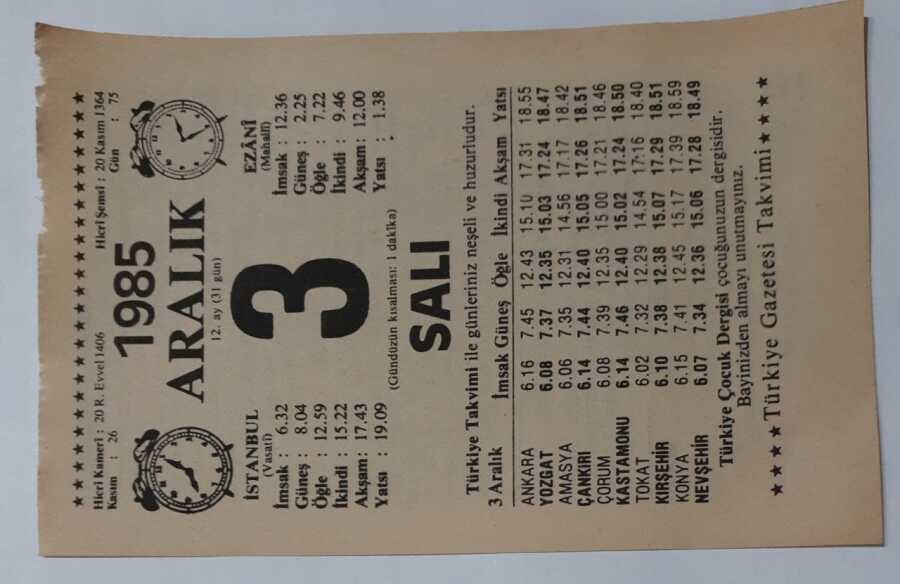 ★★★★★★★★★★★★★★★★★★★★★★
Hicri Kameri : 20 R. Evvel 1406 Hicri Şemsi : 20 Kasım 1364
Kasım : 26 Gün : 75
1985
ARALIK
12. ay (31 gün)
3
(Gündüzün kısalması: 1 dakika)
SALI
İSTANBUL
(Vasatî)
İmsak : 6.32
Güneş : 8.04
Öğle : 12.59
İkindi : 15.22
Akşam : 17.43
Yatsı : 19.09
EZANÎ
(Mahallî)
İmsak : 12.36
Güneş : 2.25
Öğle : 7.22
İkindi : 9.46
Akşam : 12.00
Yatsı : 1.38
Türkiye Takvimi ile günleriniz neşeli ve huzurludur.
3 Aralık İmsak Güneş Öğle İkindi Akşam Yatsı
ANKARA 6.16 7.45 12.43 15.10 17.31 18.55
YOZGAT 6.08 7.37 12.35 15.03 17.24 18.47
AMASYA 6.06 7.35 12.31 14.56 17.17 18.42
ÇANKIRI 6.14 7.44 12.40 15.05 17.26 18.51
ÇORUM 6.08 7.39 12.35 15 00 17.21 18.46
KASTAMONU 6.14 7.46 12.40 15.02 17.24 18.50
TOKAT 6.02 7.32 12.29 14.54 17.16 18.40
KIRŞEHİR 6.10 7.38 12.38 15.07 17.29 18.51
KONYA 6.15 7.41 12.45 15.17 17.39 18.59
NEVŞEHİR 6.07 7.34 12.36 15.06 17.28 18.49
Türkiye Çocuk Dergisi çocuğunuzun dergisidir.
Bayinizden almayı unutmayınız.
★★★★Türkiye Gazetesi Takvimi★★★★